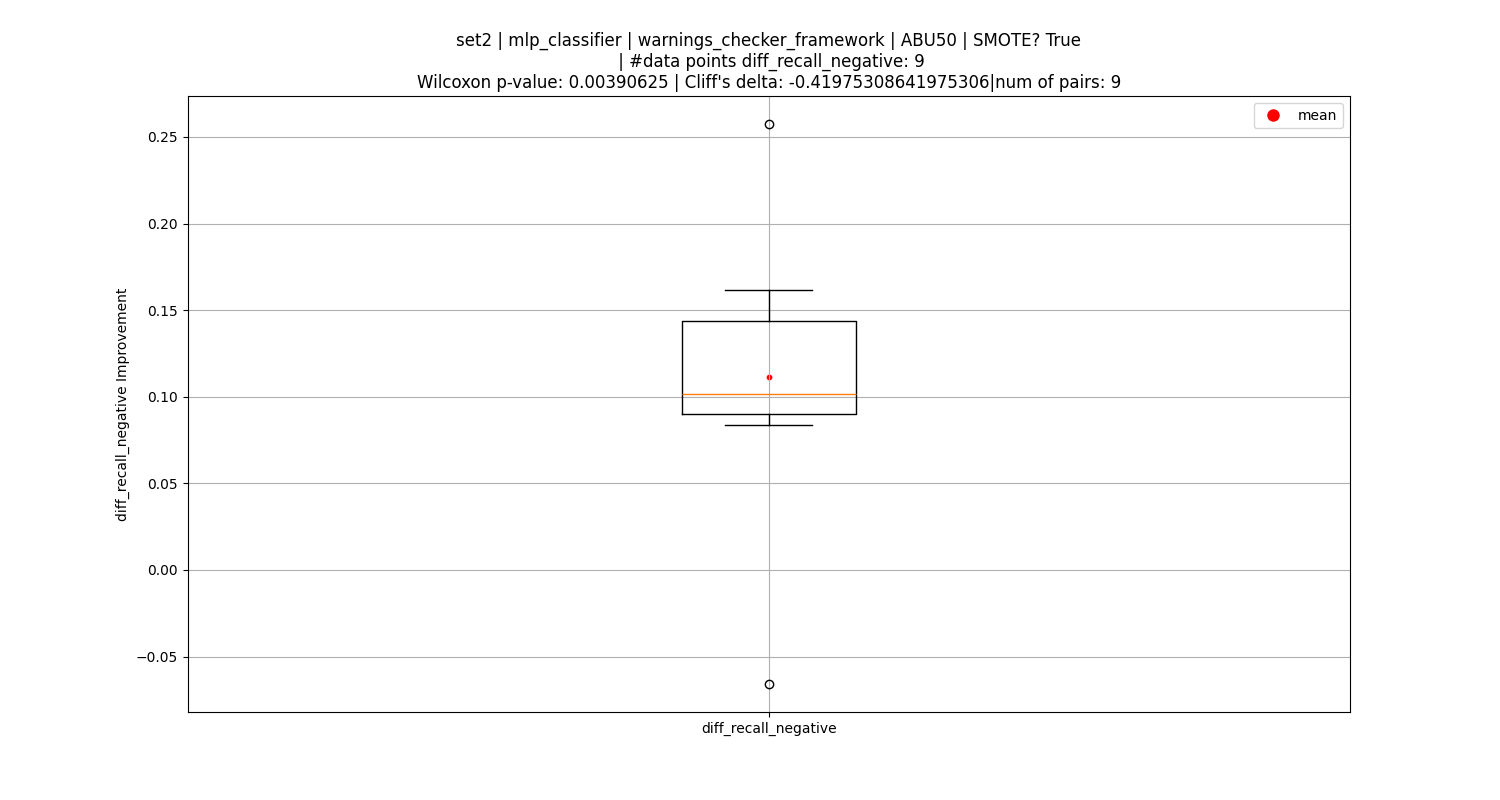 set2 | mlp_classifier | warnings_checker_framework | ABU50 | SMOTE? True
| #data points diff_recall_negative: 9
Wilcoxon p-value: 0.00390625 | Cliff's delta: -0.41975308641975306|num of pairs: 9
mean
0.25
0.20
0.15
0.10
0.05
0.00
−0.05
diff_recall_negative Improvement
diff_recall_negative